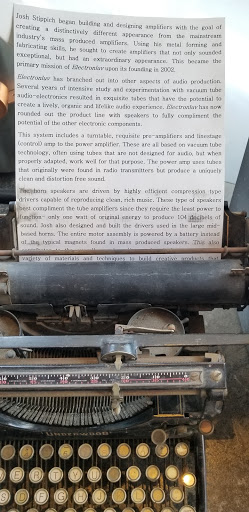 Josh Stippich began building and designing amplifiers with the goal of
creating a distinctively different appearance from the mainstream
industry's mass produced amplifiers. Using his metal forming and
fabricating skills, he sought to create amplifiers that not only sounded
exceptional, but had an extraordinary appearance. This became the
primary mission of Electroluv upon its founding in 2002.
Electroluv has branched out into other aspects of audio production.
Several years of intensive study and experimentation with vacuum tube
audio-electronics resulted in exquisite tubes that have the potential to
create a lively, organic and lifelike audio experience. Electroluv has now
rounded out the product line with speakers to fully compliment the
potential of the other electronic components.
This system includes a turntable, requisite pre-amplifiers and linestage
(control) amp to the power amplifier. These are all based on vacuum tube
technology, often using tubes that are not designed for audio, but when
properly adapted, work well for that purpose. The power amp uses tubes
that originally were found in radio transmitters but produce a uniquely
clean and distortion free sound.
The horn speakers are driven by highly efficient compression type
drivers capable of reproducing clean, rich music. These type of speakers
best compliment the tube amplifiers since they require the least power to
function- only one watt of original energy to produce 104 decibels of
sound. Josh also designed and built the drivers used in the large mid-
based horns. The entire motor assembly is powered by a battery instead
of the typical magnets found in mass produced speakers. This also
variety of materials and techniques to build creative products that
UNDERWOOD